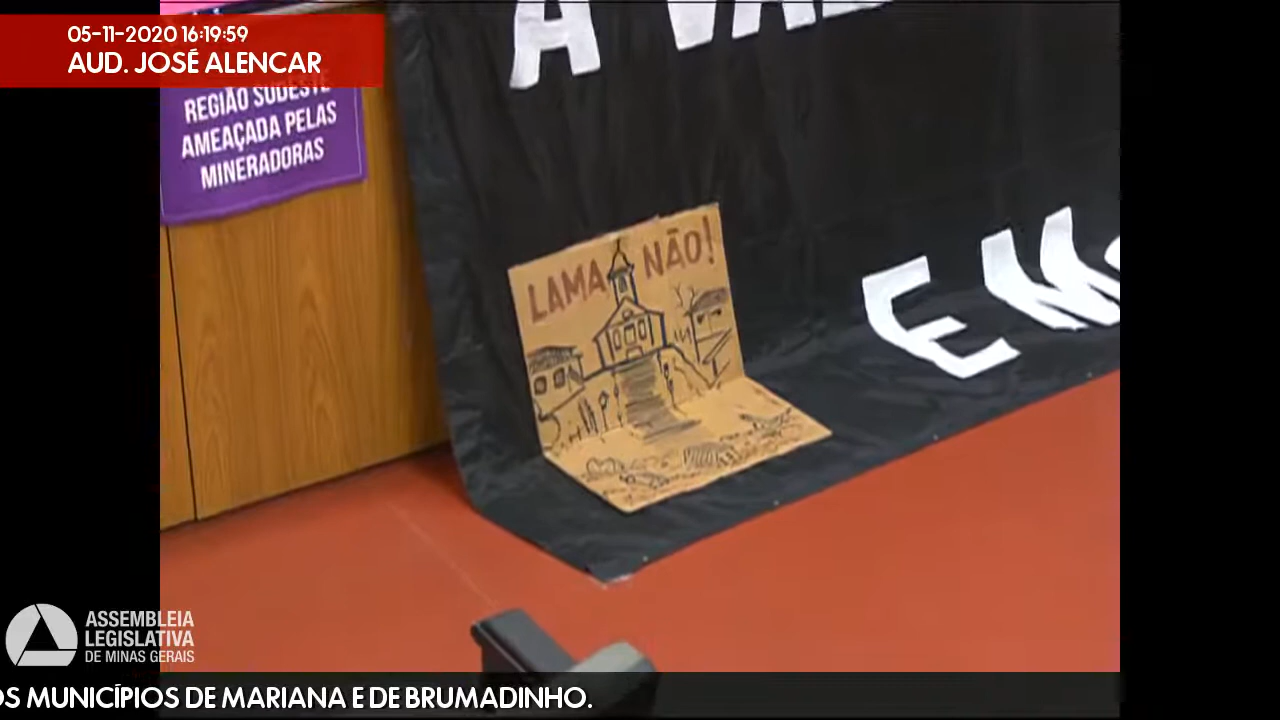 05-11-2020 16:19:59
AUD. JOSÉ ALENCAR
REGIÃO SUDESTE
AMEAÇADA PELAS
MINERADORAS
A VA
LAMA NÃO!
E M
ASSEMBLEIA
LEGISLATIVA
DE MINAS GERAIS
OS MUNICÍPIOS DE MARIANA E DE BRUMADINHO.